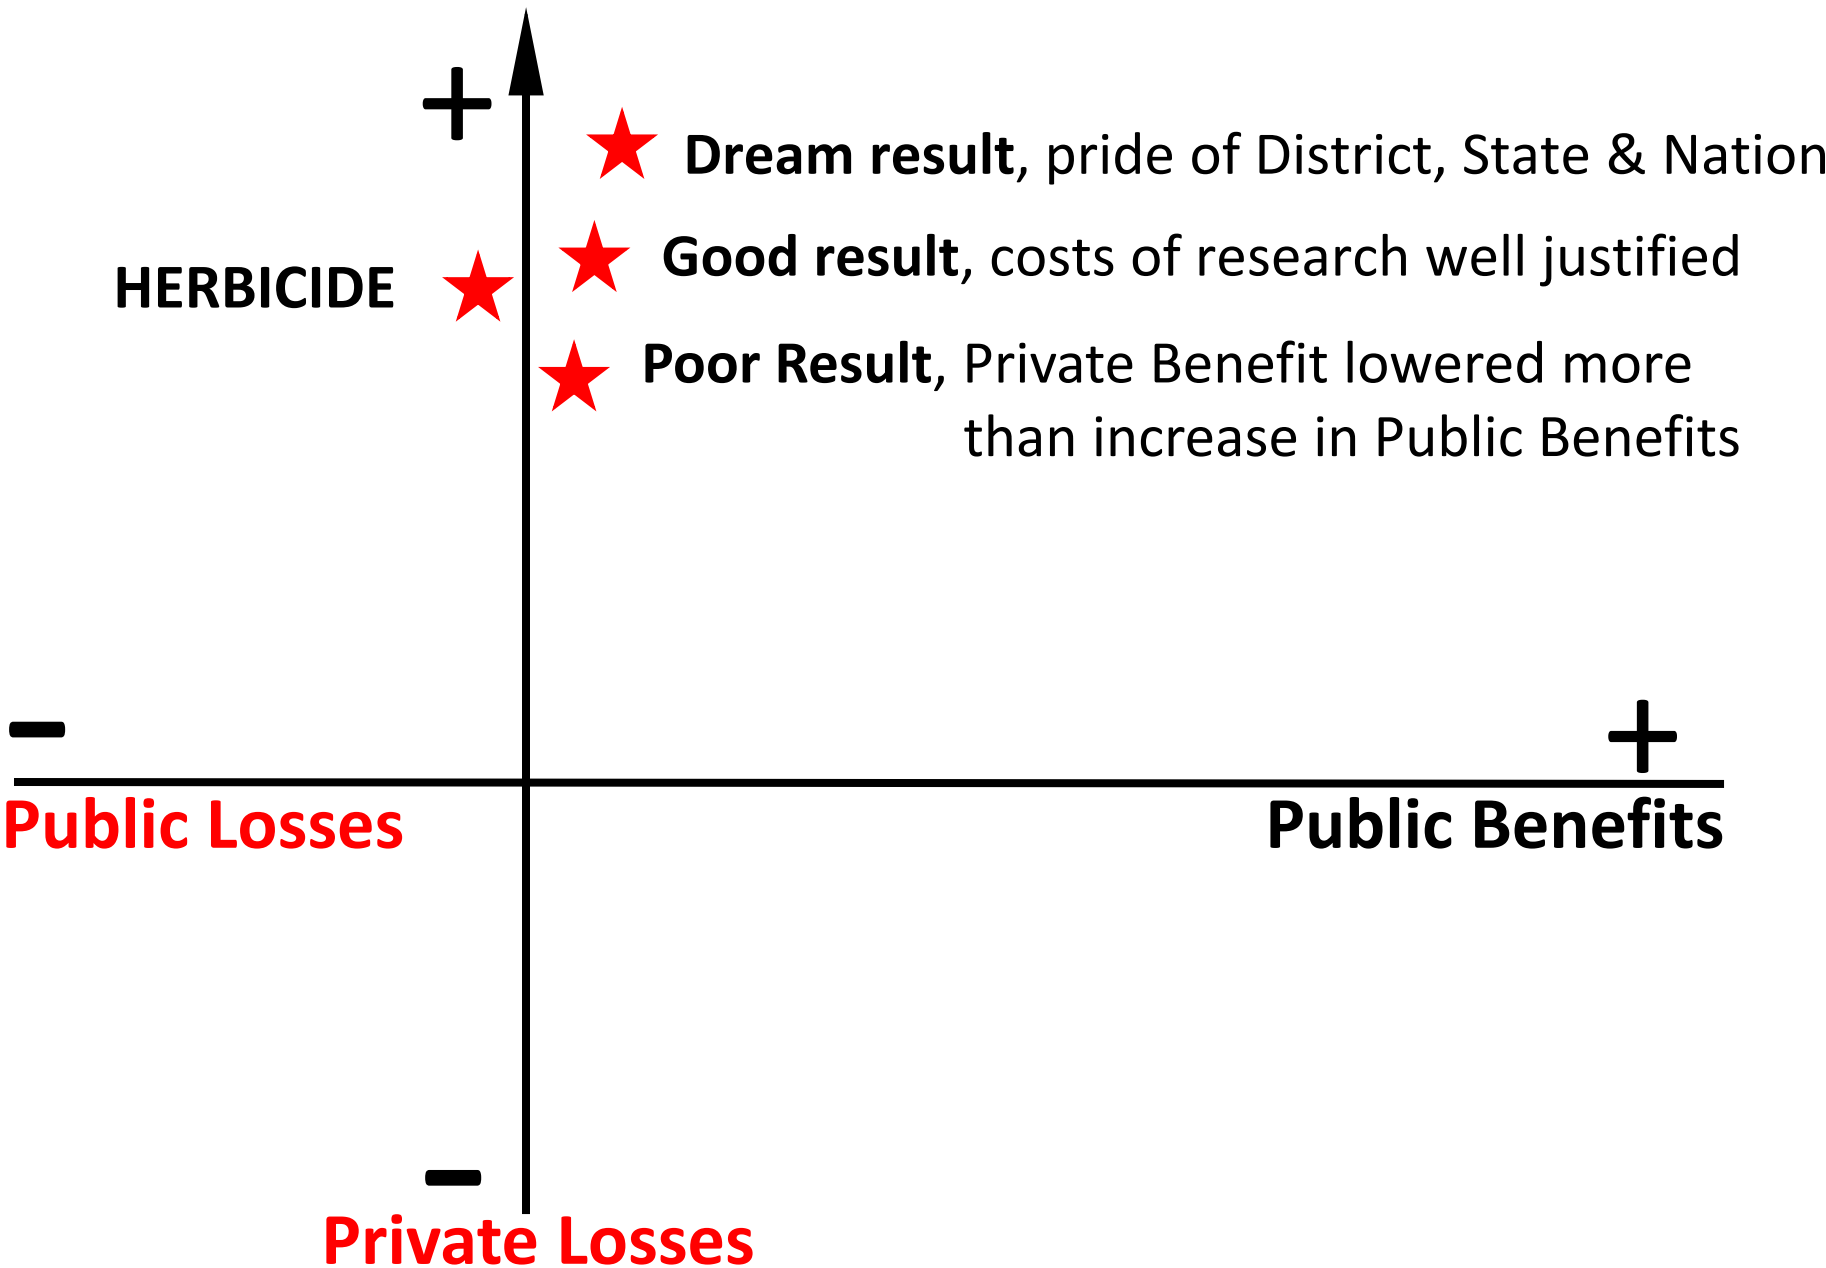 +
Dream result, pride of District, State & Nation
Good result, costs of research well justified
HERBICIDE
Poor Result, Private Benefit lowered more
than increase in Public Benefits
– +
Public Losses Public Benefits
–
Private Losses